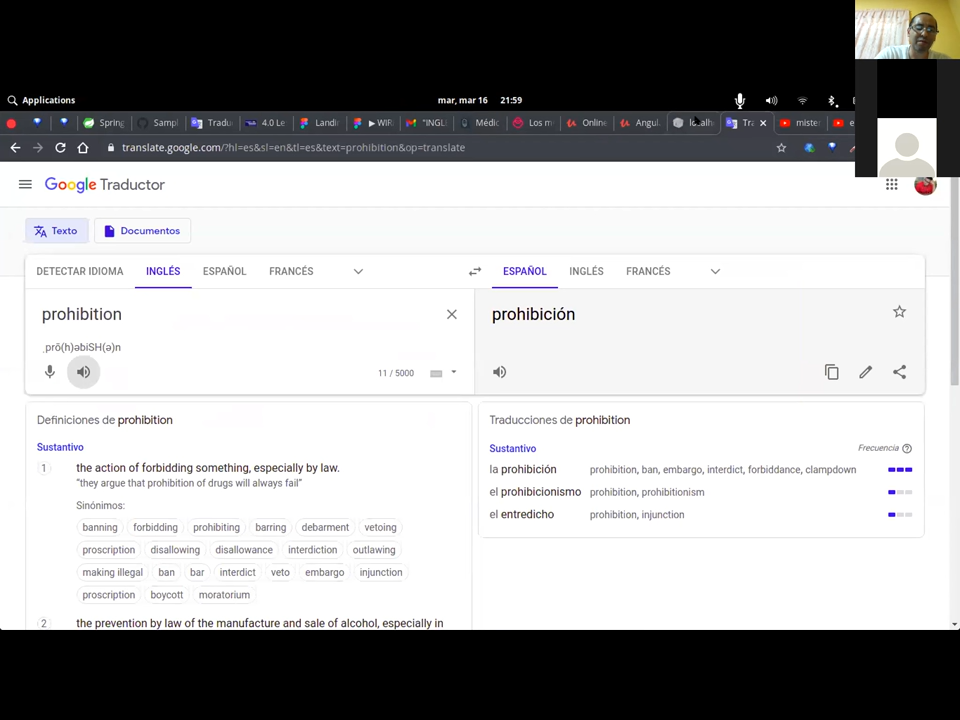 Applications
mar, mar 16 21:59
Spring Sampl Tradu 4.0 Le Landi ▶ WIR "INGL Médic Los m Online Angul. localh Tra miste e
translate.google.com/?hl=es&sl=en&tl=es&text=prohibition&op=translate
Google Traductor
Texto Documentos
DETECTAR IDIOMA INGLÉS ESPAÑOL FRANCÉS ESPAÑOL INGLÉS FRANCÉS
prohibition
prohibición
ˌprō(h)əbiSH(ə)n
11 / 5000
Definiciones de prohibition
Sustantivo
1 the action of forbidding something, especially by law.
"they argue that prohibition of drugs will always fail"
Sinónimos:
banning forbidding prohibiting barring debarment vetoing
proscription disallowing disallowance interdiction outlawing
making illegal ban bar interdict veto embargo injunction
proscription boycott moratorium
2 the prevention by law of the manufacture and sale of alcohol, especially in
Traducciones de prohibition
Sustantivo Frecuencia
la prohibición prohibition, ban, embargo, interdict, forbiddance, clampdown
el prohibicionismo prohibition, prohibitionism
el entredicho prohibition, injunction